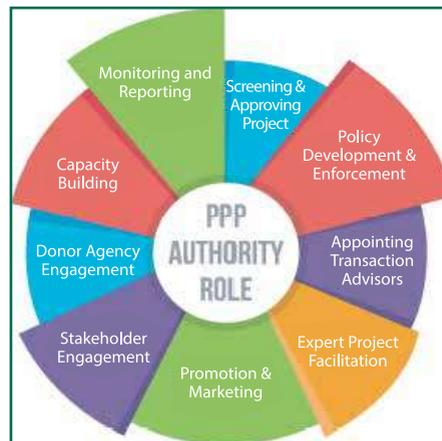 Monitoring and
Reporting
Screening &
Approving
Project
Policy
Development &
Enforcement
Appointing
Transaction
Advisors
Expert Project
Facilitation
Promotion &
Marketing
Stakeholder
Engagement
Donor Agency
Engagement
Capacity
Building
PPP
AUTHORITY
ROLE